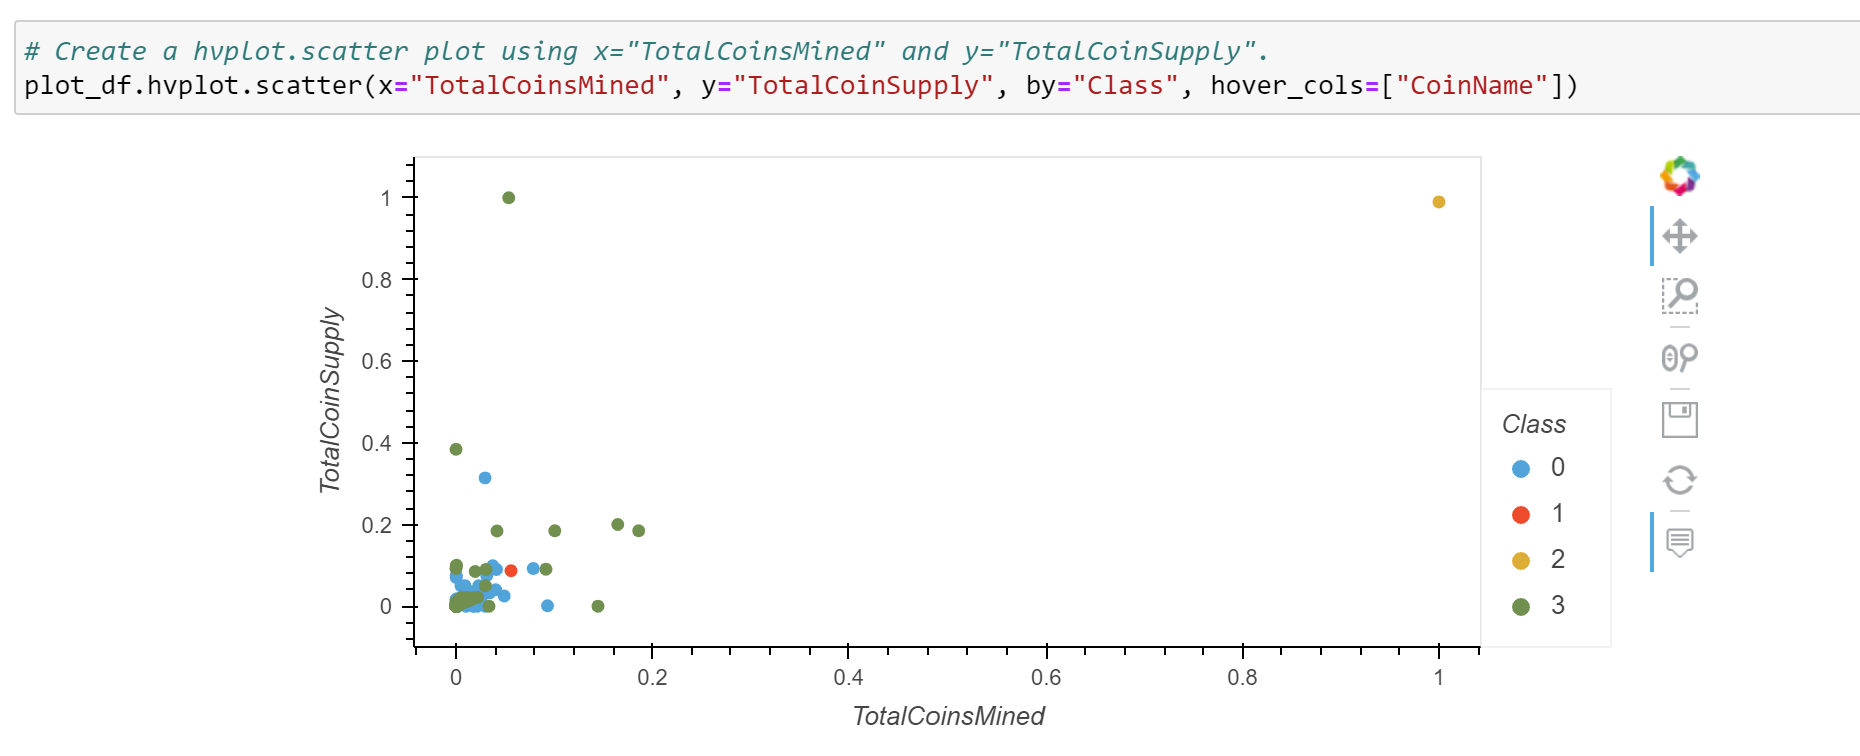 # Create a hvplot.scatter plot using x="TotalCoinsMined" and y="TotalCoinSupply".
plot_df.hvplot.scatter(x="TotalCoinsMined", y="TotalCoinSupply", by="Class", hover_cols=["CoinName"])
TotalCoinSupply
1
0.8
0.6
0.4
0.2
0
0 0.2 0.4 0.6 0.8 1
TotalCoinsMined
Class
0
1
2
3